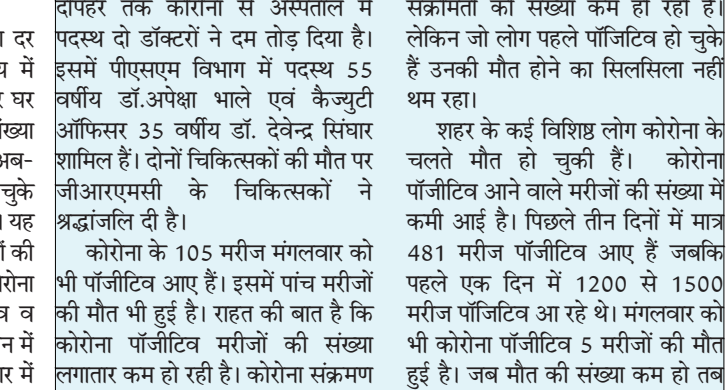 दर
में
घर
चुके
यह
की
व
न में
र में
दोपहर तक कोरोना से अस्पताल में
पदस्थ दो डॉक्टरों ने दम तोड़ दिया है।
इसमें पीएसएम विभाग में पदस्थ 55
वर्षीय डॉ.अपेक्षा भाले एवं कैज्युटी
ऑफिसर 35 वर्षीय डॉ. देवेन्द्र सिंघार
शामिल हैं। दोनों चिकित्सकों की मौत पर
जीआरएमसी के चिकित्सकों ने
श्रद्धांजलि दी है।
कोरोना के 105 मरीज मंगलवार को
भी पॉजीटिव आए हैं। इसमें पांच मरीजों
की मौत भी हुई है। राहत की बात है कि
कोरोना पॉजीटिव मरीजों की संख्या
लगातार कम हो रही है। कोरोना संक्रमण
संक्रमितों की संख्या कम हो रही है।
लेकिन जो लोग पहले पॉजिटिव हो चुके
हैं उनकी मौत होने का सिलसिला नहीं
थम रहा।
शहर के कई विशिष्ठ लोग कोरोना के
चलते मौत हो चुकी हैं। कोरोना
पॉजीटिव आने वाले मरीजों की संख्या में
कमी आई है। पिछले तीन दिनों में मात्र
481 मरीज पॉजिटिव आए हैं जबकि
पहले एक दिन में 1200 से 1500
मरीज पॉजिटिव आ रहे थे। मंगलवार को
भी कोरोना पॉजीटिव 5 मरीजों की मौत
हुई है। जब मौत की संख्या कम हो तब